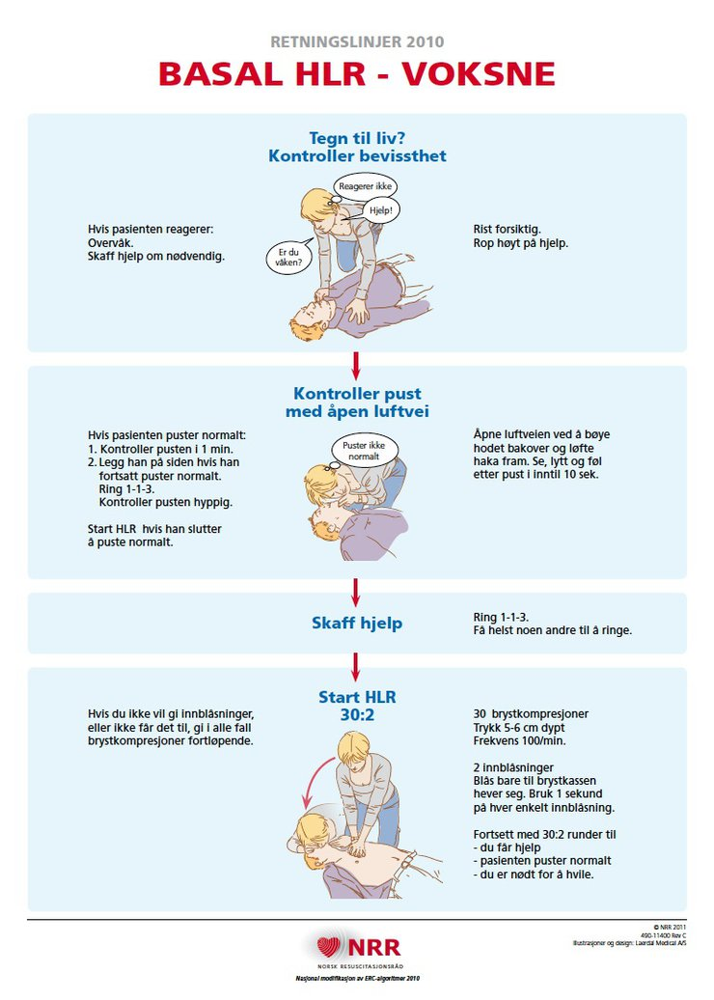 RETNINGSLINJER 2010
BASAL HLR - VOKSNE
Tegn til liv?
Kontroller bevissthet
Reagerer ikke
Hjelp!
Er du
våken?
Hvis pasienten reagerer:
Overvåk.
Skaff hjelp om nødvendig.
Rist forsiktig.
Rop høyt på hjelp.
Kontroller pust
med åpen luftvei
Puster ikke
normalt
Hvis pasienten puster normalt:
1. Kontroller pusten i 1 min.
2. Legg han på siden hvis han
fortsatt puster normalt.
Ring 1-1-3.
Kontroller pusten hyppig.
Start HLR hvis han slutter
å puste normalt.
Åpne luftveien ved å bøye
hodet bakover og løfte
haka fram. Se, lytt og føl
etter pust i inntil 10 sek.
Skaff hjelp
Ring 1-1-3.
Få helst noen andre til å ringe.
Start HLR
30:2
Hvis du ikke vil gi innblåsninger,
eller ikke får det til, gi i alle fall
brystkompresjoner fortløpende.
30 brystkompresjoner
Trykk 5-6 cm dypt
Frekvens 100/min.
2 innblåsninger
Blås bare til brystkassen
hever seg. Bruk 1 sekund
på hver enkelt innblåsning.
Fortsett med 30:2 runder til
- du får hjelp
- pasienten puster normalt
- du er nødt for å hvile.
© NRR 2011
490-11400 Rev C
Illustrasjoner og design: Laerdal Medical A/S
NRR
NORSK RESUSCITASJONSRÅD
Nasjonal modifikasjon av ERC-algoritmer 2010